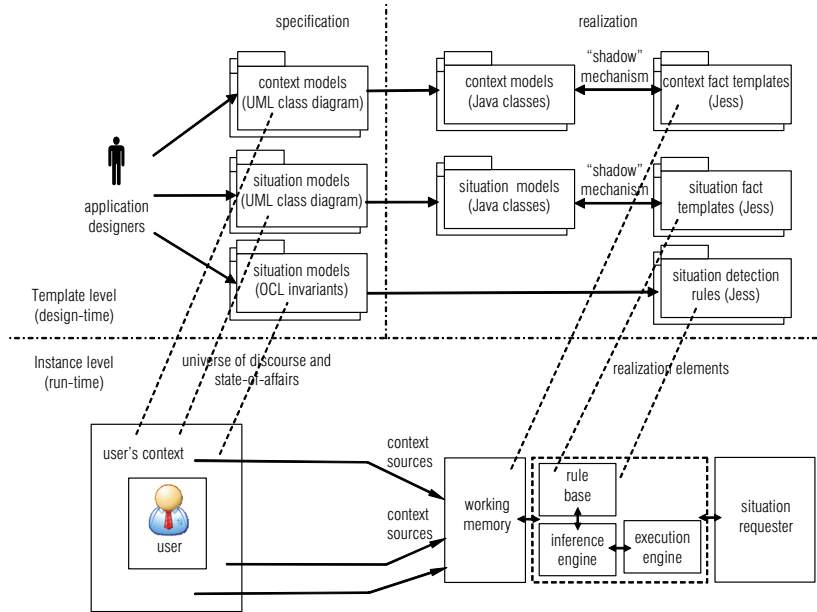 specification
realization
context models
(UML class diagram)
context models
(Java classes)
“shadow”
mechanism
context fact templates
(Jess)
situation models
(UML class diagram)
situation models
(Java classes)
“shadow”
mechanism
situation fact
templates (Jess)
application
designers
situation models
(OCL invariants)
situation detection
rules (Jess)
Template level
(design-time)
Instance level
(run-time)
universe of discourse and
state-of-affairs
realization elements
user's context
user
context
sources
context
sources
working
memory
rule
base
inference
engine
execution
engine
situation
requester